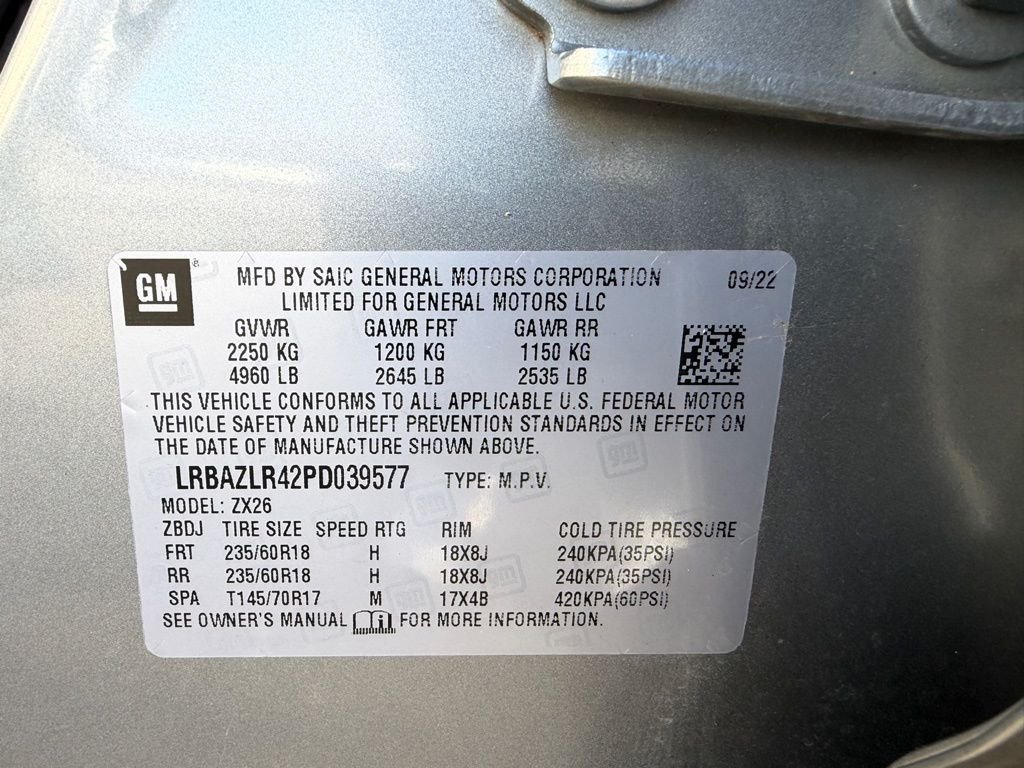 GM ® MFD BY SAIC GENERAL MOTORS CORPORATION 09/22
LIMITED FOR GENERAL MOTORS LLC
GVWR GAWR FRT GAWR RR
2250 KG 1200 KG 1150 KG
4960 LB 2645 LB 2535 LB
THIS VEHICLE CONFORMS TO ALL APPLICABLE U.S. FEDERAL MOTOR
VEHICLE SAFETY AND THEFT PREVENTION STANDARDS IN EFFECT ON
THE DATE OF MANUFACTURE SHOWN ABOVE.
LRBAZLR42PD039577 TYPE: M.P.V.
MODEL: ZX26
ZBDJ TIRE SIZE SPEED RTG RIM COLD TIRE PRESSURE
FRT 235/60R18 H 18X8J 240KPA(35PSI)
RR 235/60R18 H 18X8J 240KPA(35PSI)
SPA T145/70R17 M 17X4B 420KPA(60PSI)
SEE OWNER'S MANUAL i FOR MORE INFORMATION.